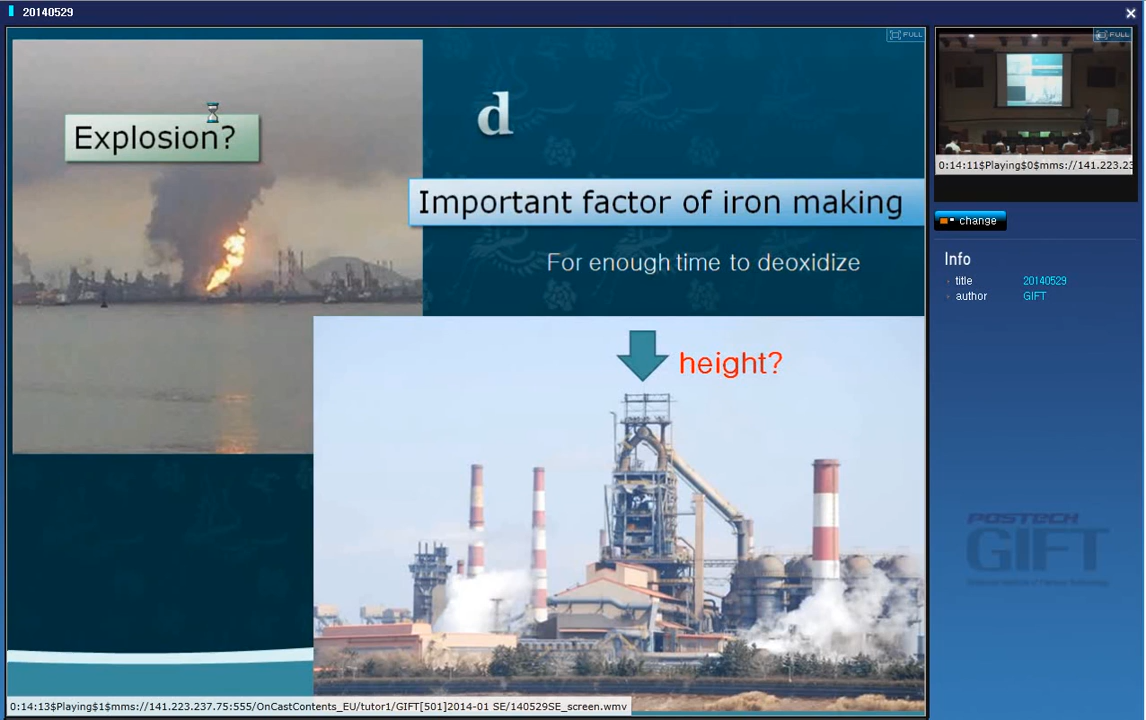 20140529
FULL
FULL
Explosion?
d
Important factor of iron making
For enough time to deoxidize
height?
0:14:11$Playing$0$mms://141.223.23
change
Info
title 20140529
author GIFT
POSTECH
GIFT
0:14:13$Playing$1$mms://141.223.237.75:555/OnCastContents_EU/tutor1/GIFT[501]2014-01 SE/140529SE_screen.wmv